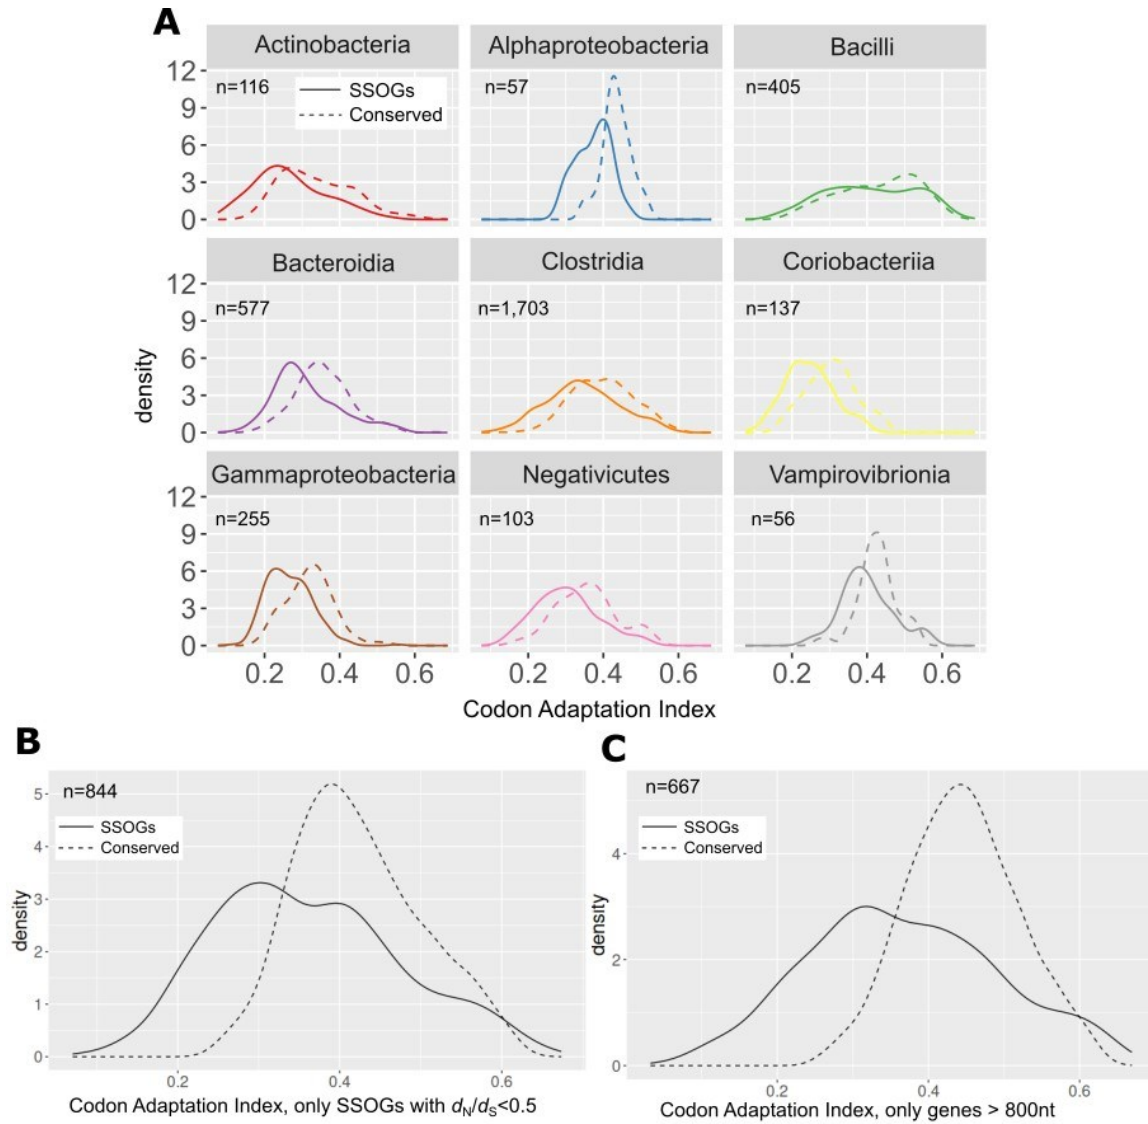 A
Actinobacteria
Alphaproteobacteria
Bacilli
12
9
6
3
0
n=116
SSOGs
Conserved
n=57
n=405
Bacteroidia
Clostridia
Coriobacteriia
12
9
6
3
0
n=577
n=1,703
n=137
density
Gammaproteobacteria
Negativicutes
Vampirovibrionia
12
9
6
3
0
n=255
n=103
n=56
0.2 0.4 0.6
0.2 0.4 0.6
0.2 0.4 0.6
Codon Adaptation Index
B
n=844
SSOGs
Conserved
5
4
3
2
1
0
density
0.2 0.4 0.6
Codon Adaptation Index, only SSOGs with dN/dS<0.5
C
n=667
SSOGs
Conserved
4
2
0
density
0.2 0.4 0.6
Codon Adaptation Index, only genes > 800nt